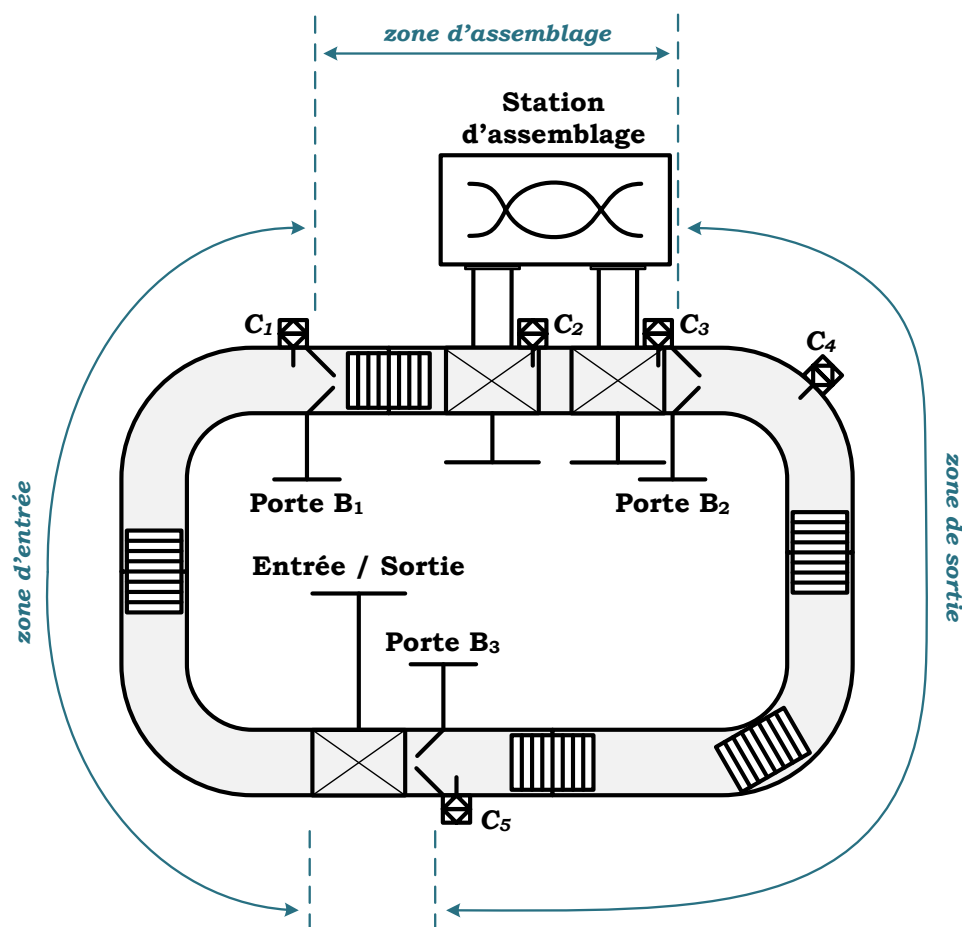 zone d’assemblage
Station
d’assemblage
C₁
C₂
C₃
C₄
Porte B₁
Porte B₂
zone d’entrée
zone de sortie
Entrée / Sortie
Porte B₃
C₅